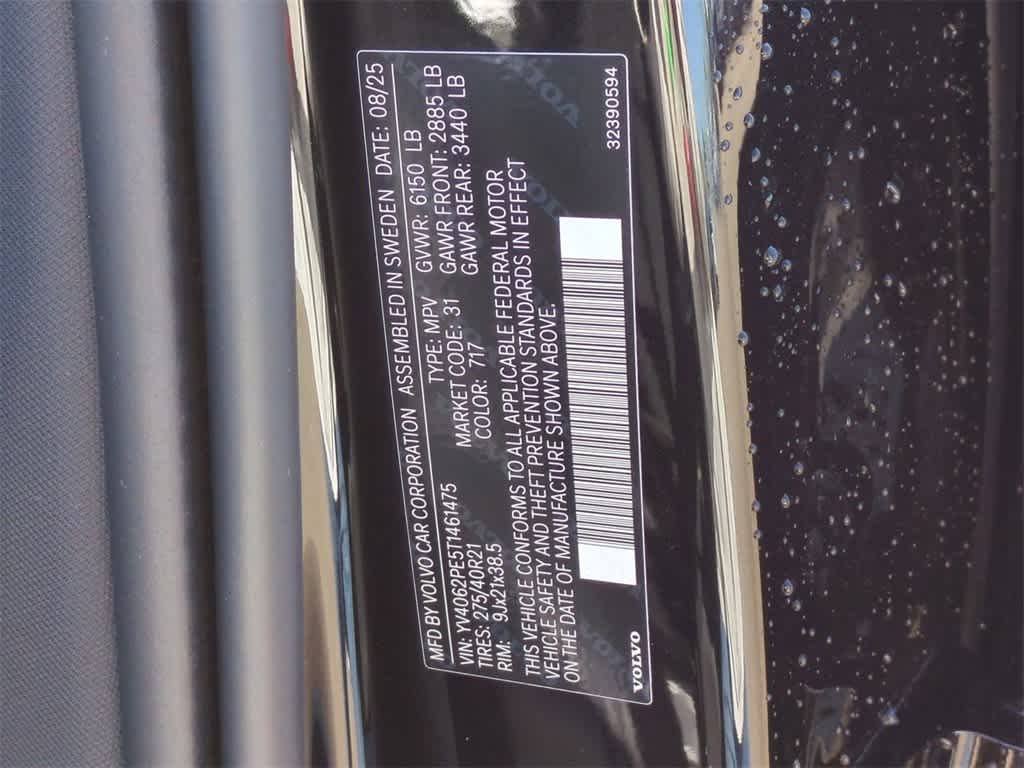 MFD BY VOLVO CAR CORPORATION ASSEMBLED IN SWEDEN DATE: 08/25
VIN: YV4062PE5T1461475 TYPE: MPV GVWR: 6150 LB
TIRES: 275/40R21 MARKET CODE: 31 GAWR FRONT: 2885 LB
RIM: 9Jx21x38.5 COLOR: 717 GAWR REAR: 3440 LB
THIS VEHICLE CONFORMS TO ALL APPLICABLE FEDERAL MOTOR
VEHICLE SAFETY AND THEFT PREVENTION STANDARDS IN EFFECT
ON THE DATE OF MANUFACTURE SHOWN ABOVE.
VOLVO 32390594